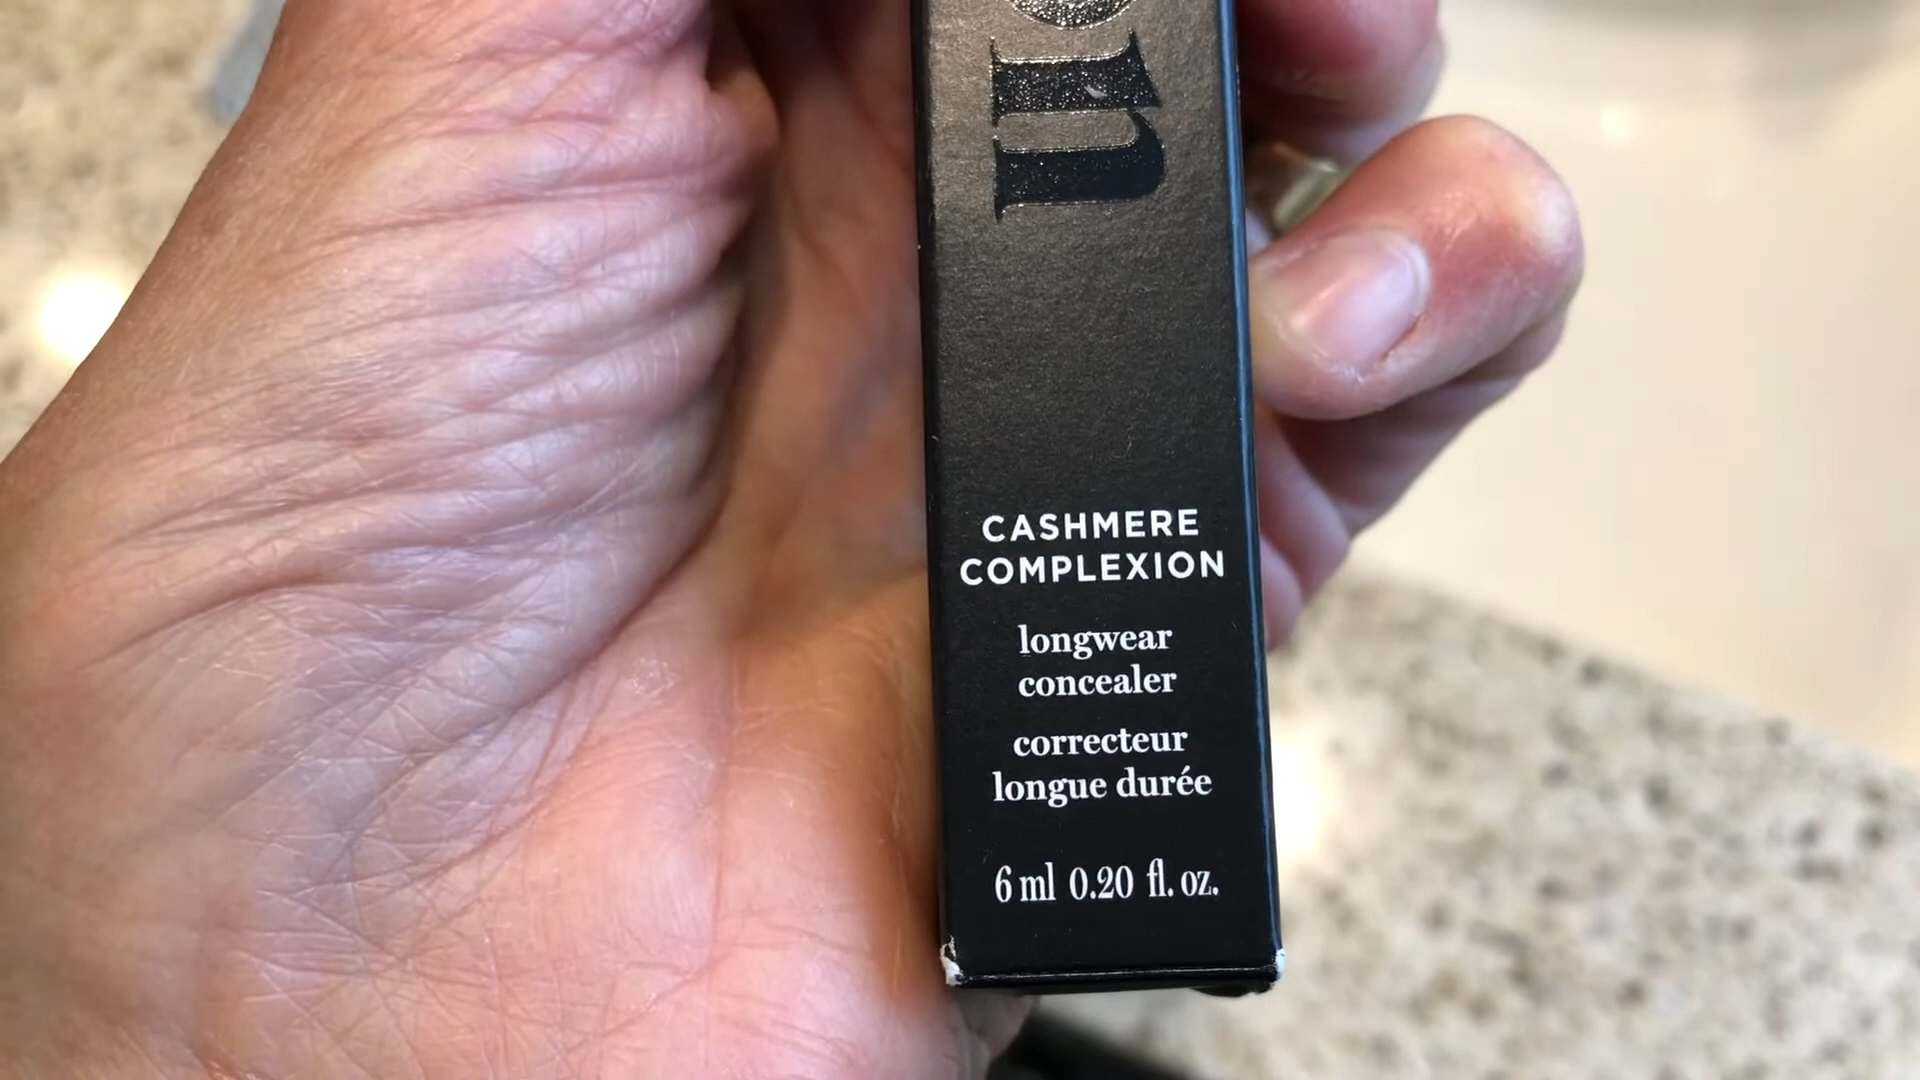 CASHMERE
COMPLEXION
longwear
concealer
correcteur
longue durée
6 ml 0.20 fl. oz.